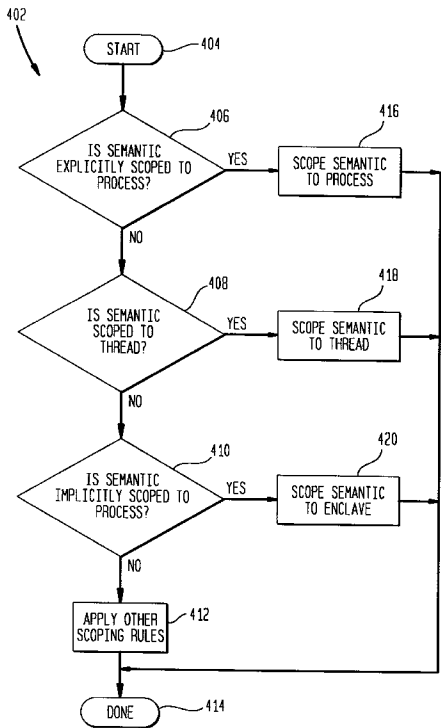 402
START
404
406
IS SEMANTIC
EXPLICITLY SCOPED TO
PROCESS?
YES
416
SCOPE SEMANTIC
TO PROCESS
NO
408
IS SEMANTIC
SCOPED TO
THREAD?
YES
418
SCOPE SEMANTIC
TO THREAD
NO
410
IS SEMANTIC
IMPLICITLY SCOPED TO
PROCESS?
YES
420
SCOPE SEMANTIC
TO ENCLAVE
NO
412
APPLY OTHER
SCOPING RULES
DONE
414